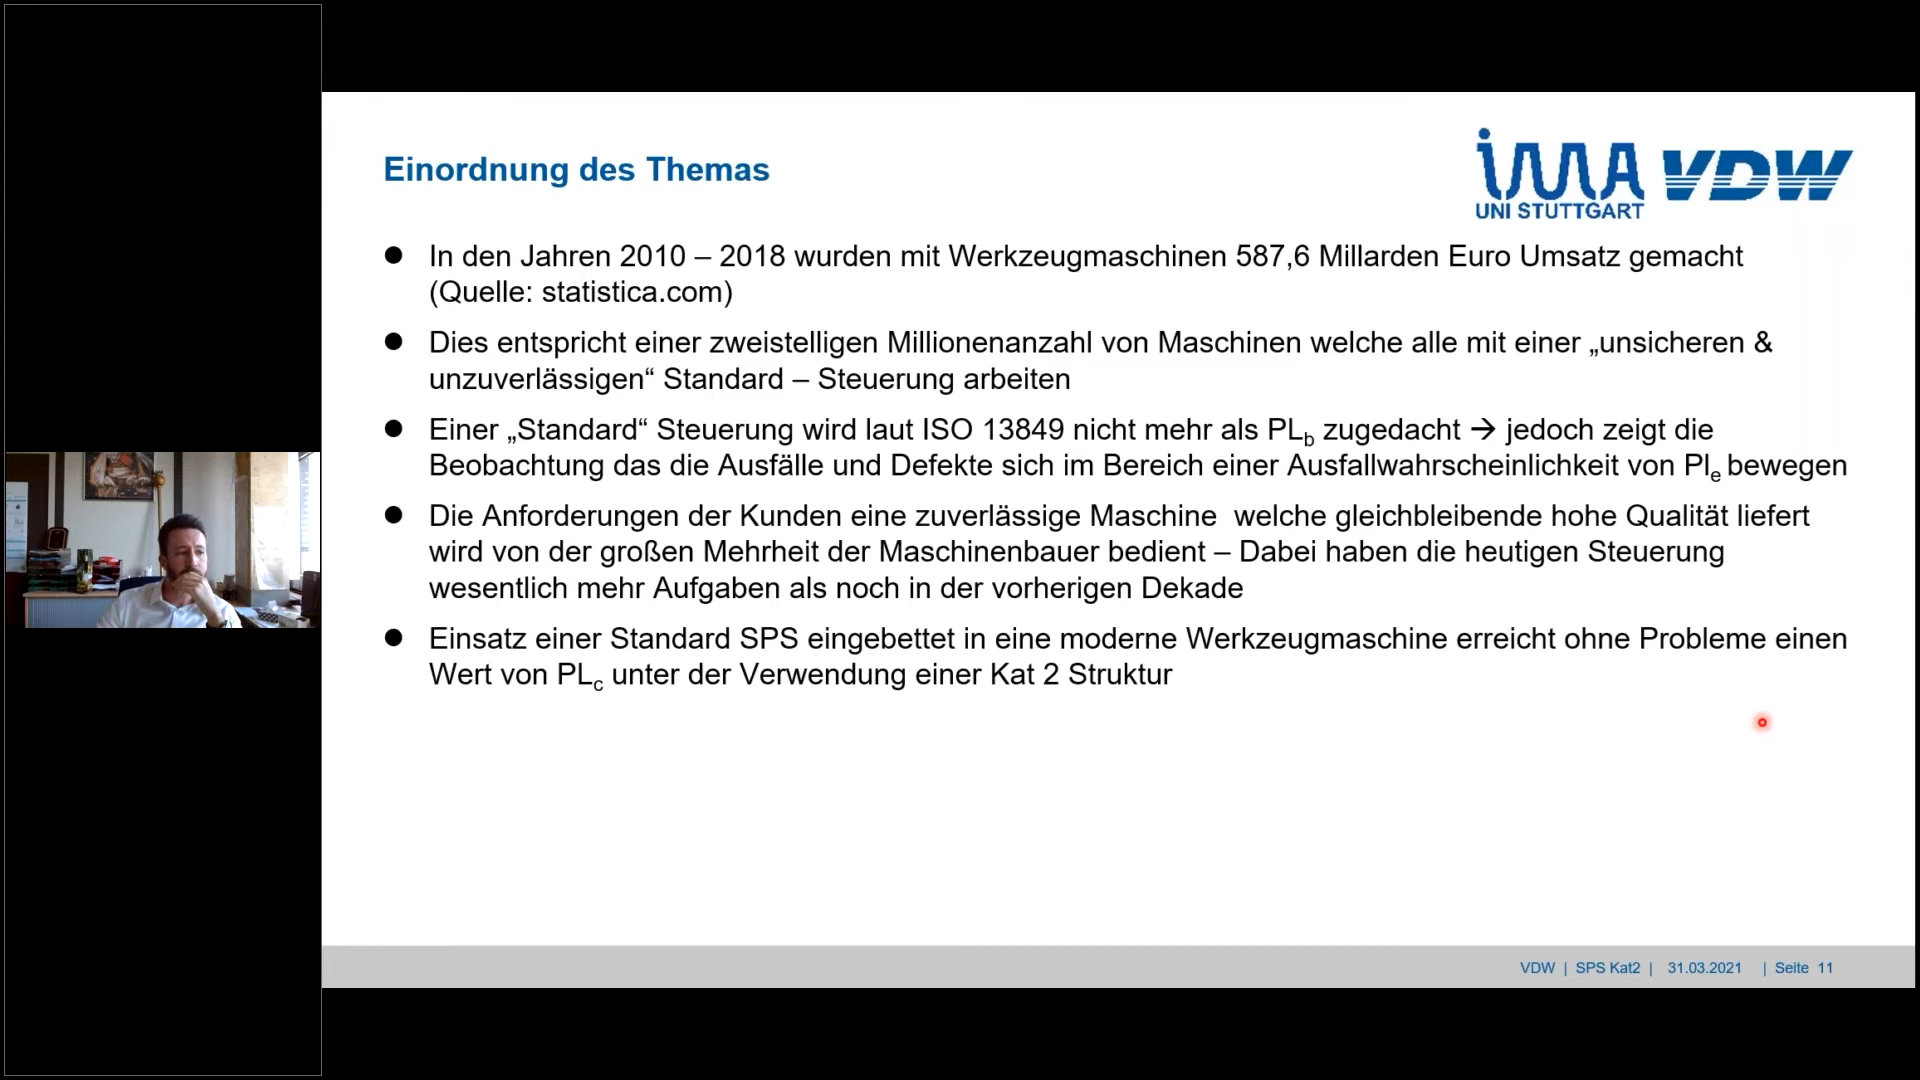 Einordnung des Themas
ima VDW
UNI STUTTGART
● In den Jahren 2010 – 2018 wurden mit Werkzeugmaschinen 587,6 Millarden Euro Umsatz gemacht
(Quelle: statistica.com)
● Dies entspricht einer zweistelligen Millionenanzahl von Maschinen welche alle mit einer „unsicheren &
unzuverlässigen“ Standard – Steuerung arbeiten
● Einer „Standard“ Steuerung wird laut ISO 13849 nicht mehr als PLb zugedacht → jedoch zeigt die
Beobachtung das die Ausfälle und Defekte sich im Bereich einer Ausfallwahrscheinlichkeit von Ple bewegen
● Die Anforderungen der Kunden eine zuverlässige Maschine  welche gleichbleibende hohe Qualität liefert
wird von der großen Mehrheit der Maschinenbauer bedient – Dabei haben die heutigen Steuerung
wesentlich mehr Aufgaben als noch in der vorherigen Dekade
● Einsatz einer Standard SPS eingebettet in eine moderne Werkzeugmaschine erreicht ohne Probleme einen
Wert von PLc unter der Verwendung einer Kat 2 Struktur
VDW | SPS Kat2 | 31.03.2021 | Seite 11